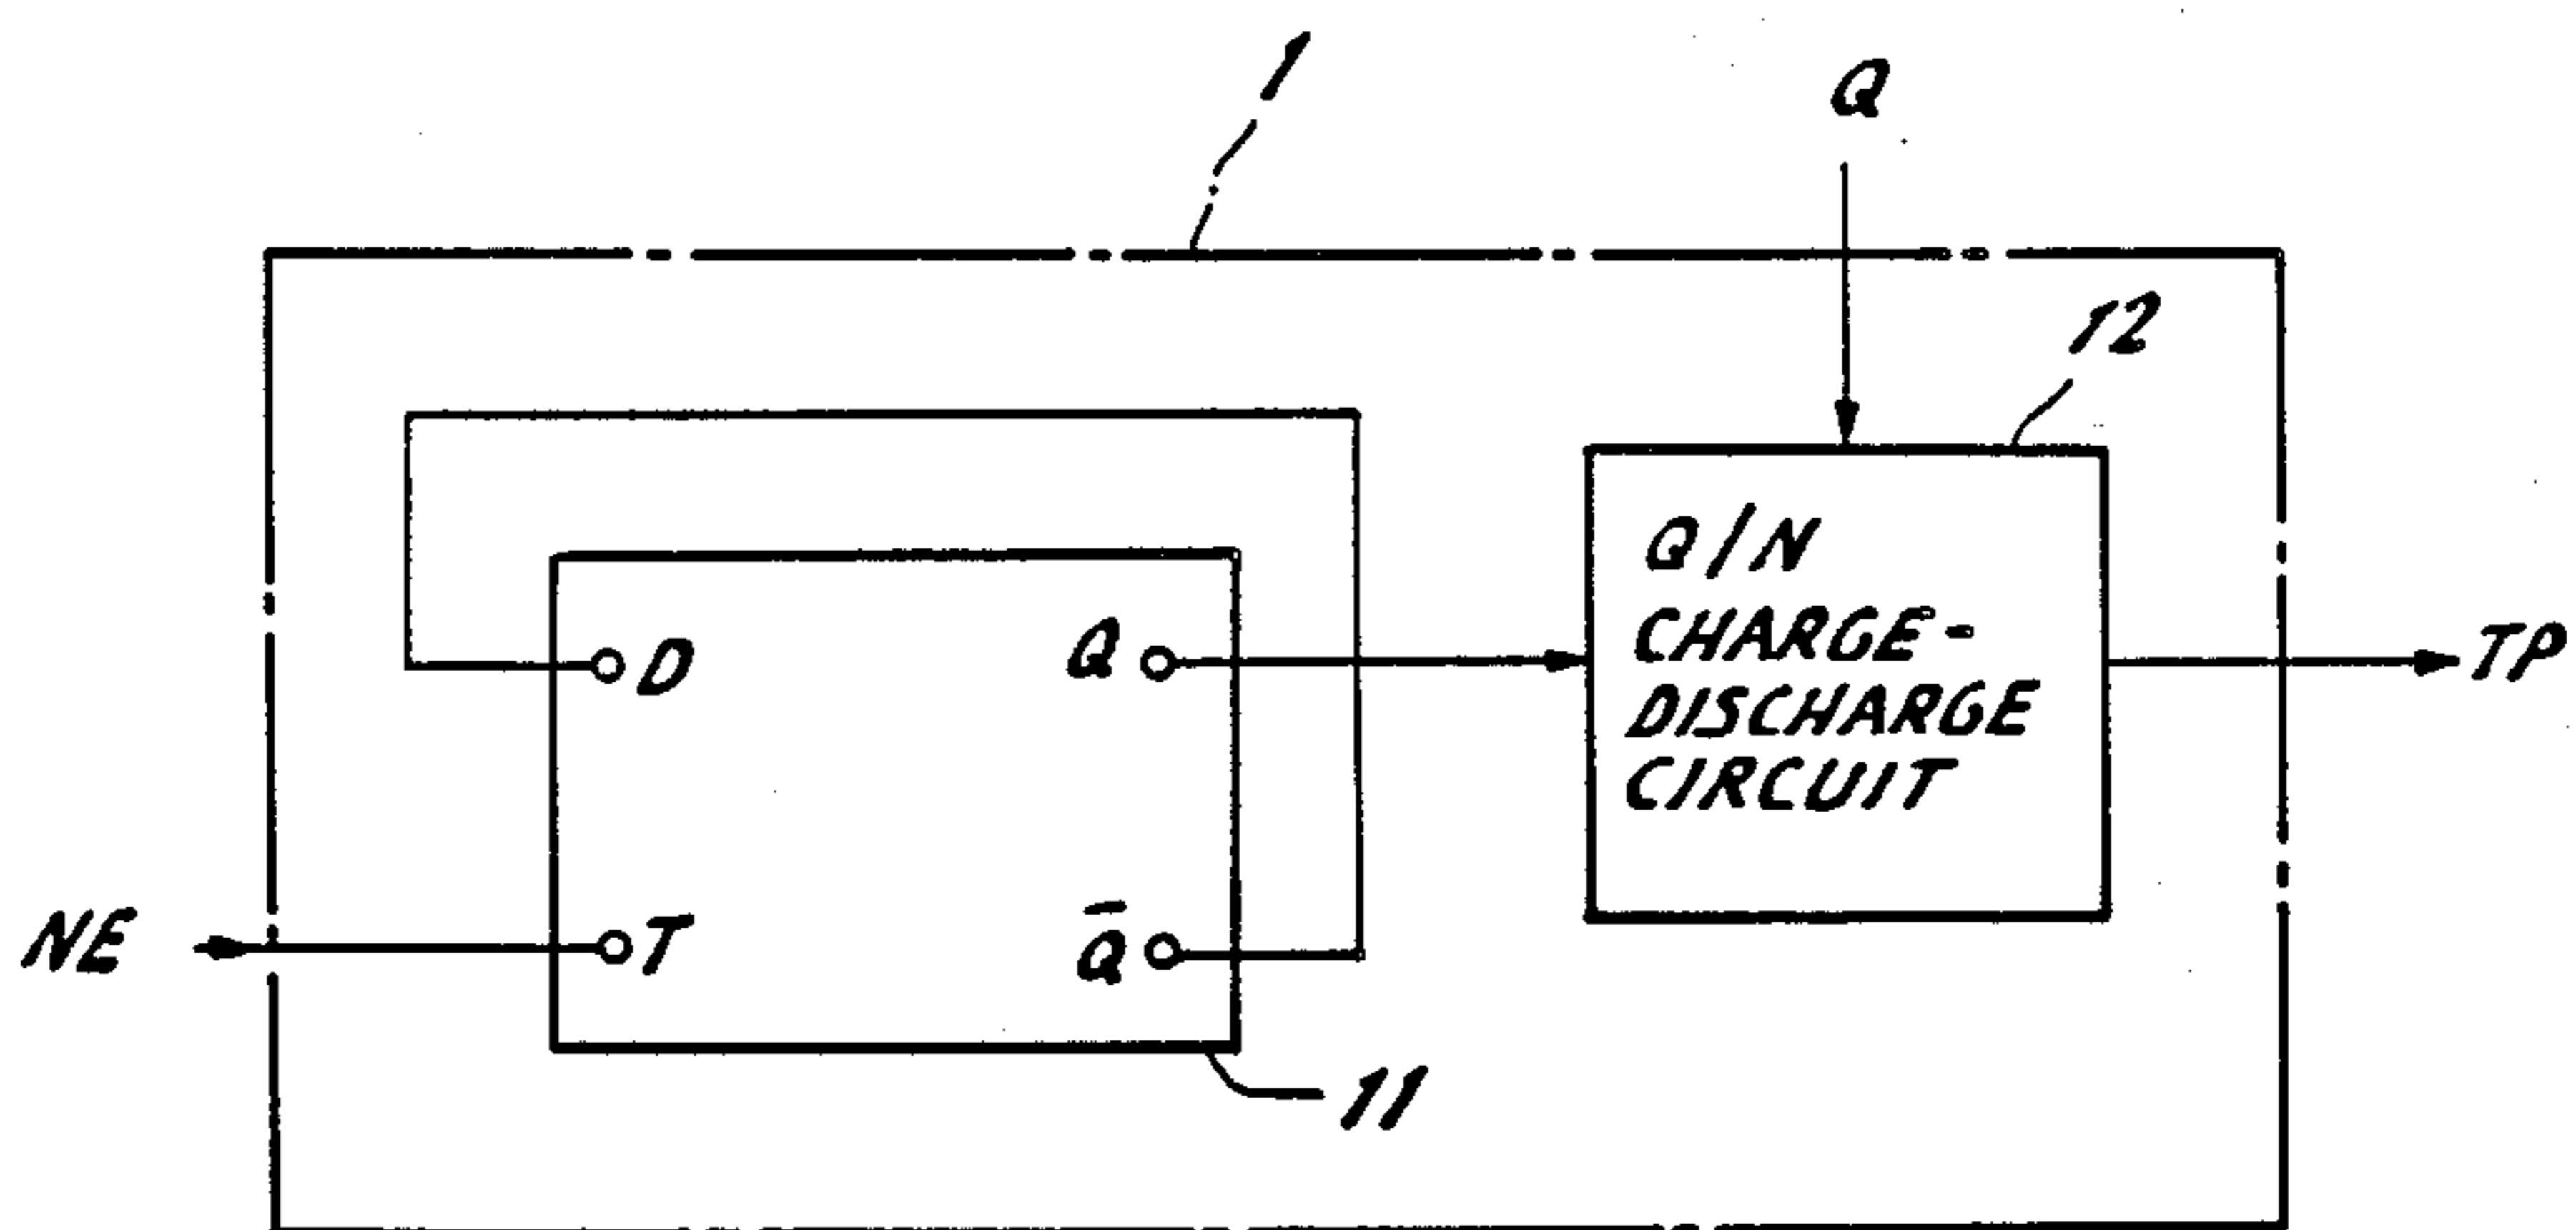 1
Q
12
Q/N
CHARGE-
DISCHARGE
CIRCUIT
D
Q
TP
NE
T
Q̄
11